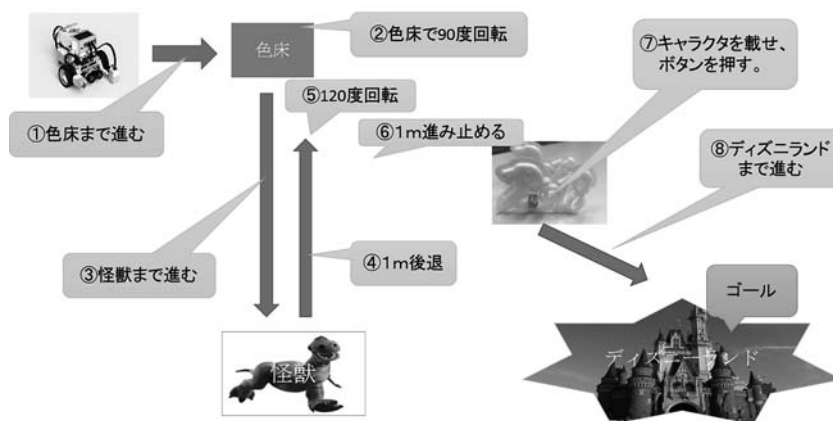 色床
②色床で90度回転
⑦キャラクタを載せ、
ボタンを押す。
①色床まで進む
⑤120度回転
⑥1m進み止める
⑧ディズニランド
まで進む
③怪獣まで進む
④1m後退
ゴール
怪獣
ディズニーランド